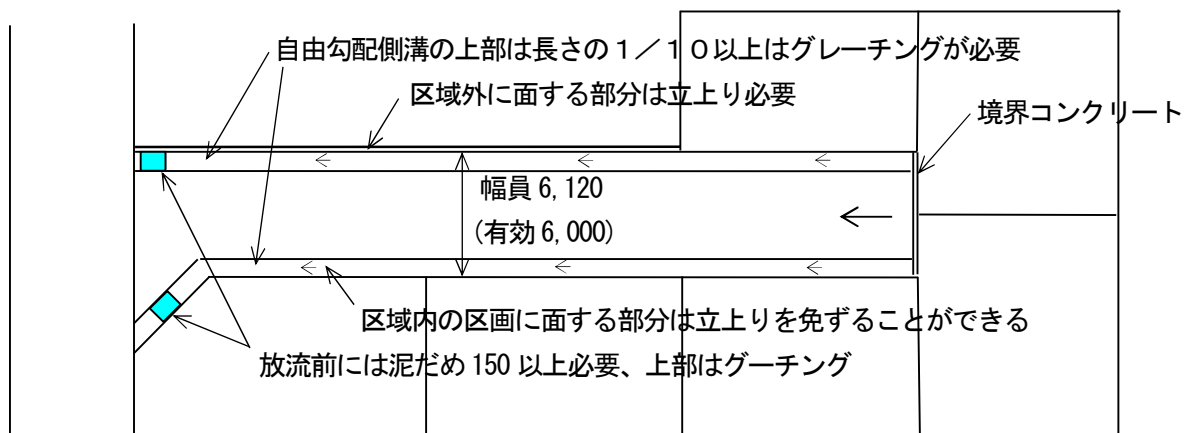 自由勾配側溝の上部は長さの１／１０以上はグレーチングが必要
区域外に面する部分は立上り必要
境界コンクリート
幅員 6,120
(有効 6,000)
区域内の区画に面する部分は立上りを免ずることができる
放流前には泥だめ 150 以上必要、上部はグーチング